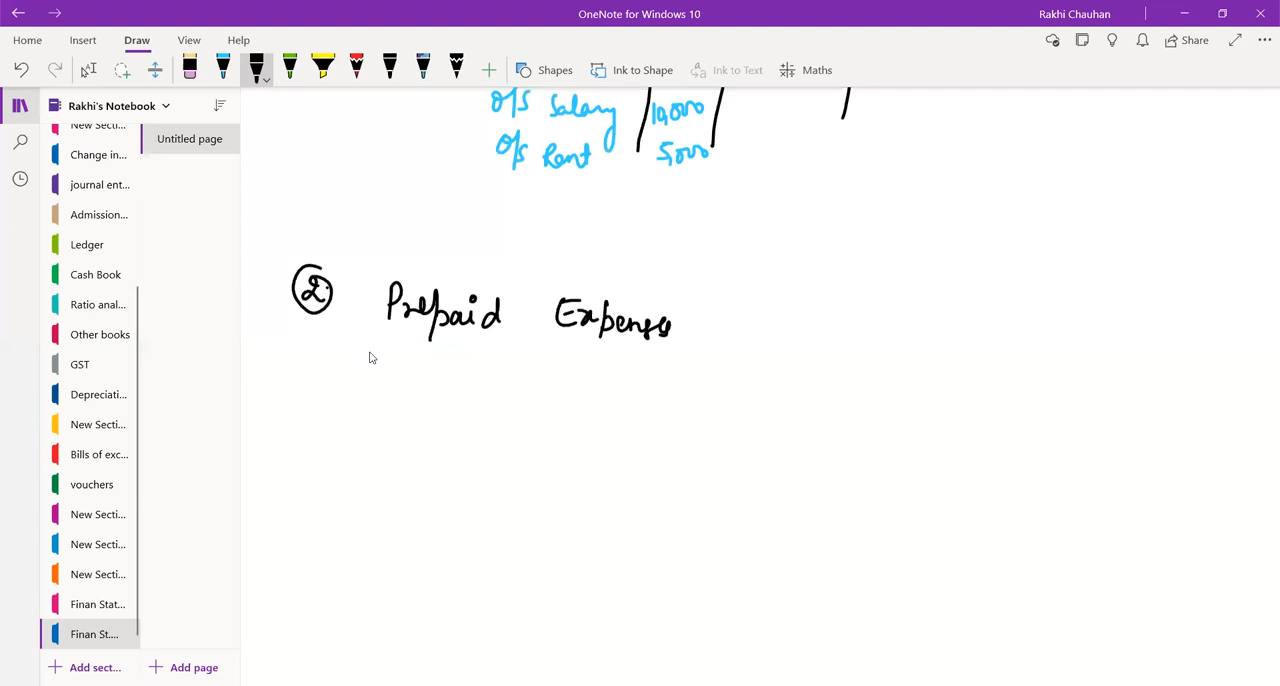 OneNote for Windows 10
Rakhi Chauhan
Home Insert Draw View Help
Share
Shapes Ink to Shape Ink to Text Maths
Rakhi's Notebook
Untitled page
New Secti...
Change in...
journal ent...
Admission...
Ledger
Cash Book
Ratio anal...
Other books
GST
Depreciati...
New Secti...
Bills of exc...
vouchers
New Secti...
New Secti...
New Secti...
Finan Stat...
Finan St....
Add sect... Add page
O/S Salary 10,000
O/S Rent 5,000
2. Prepaid Expenses